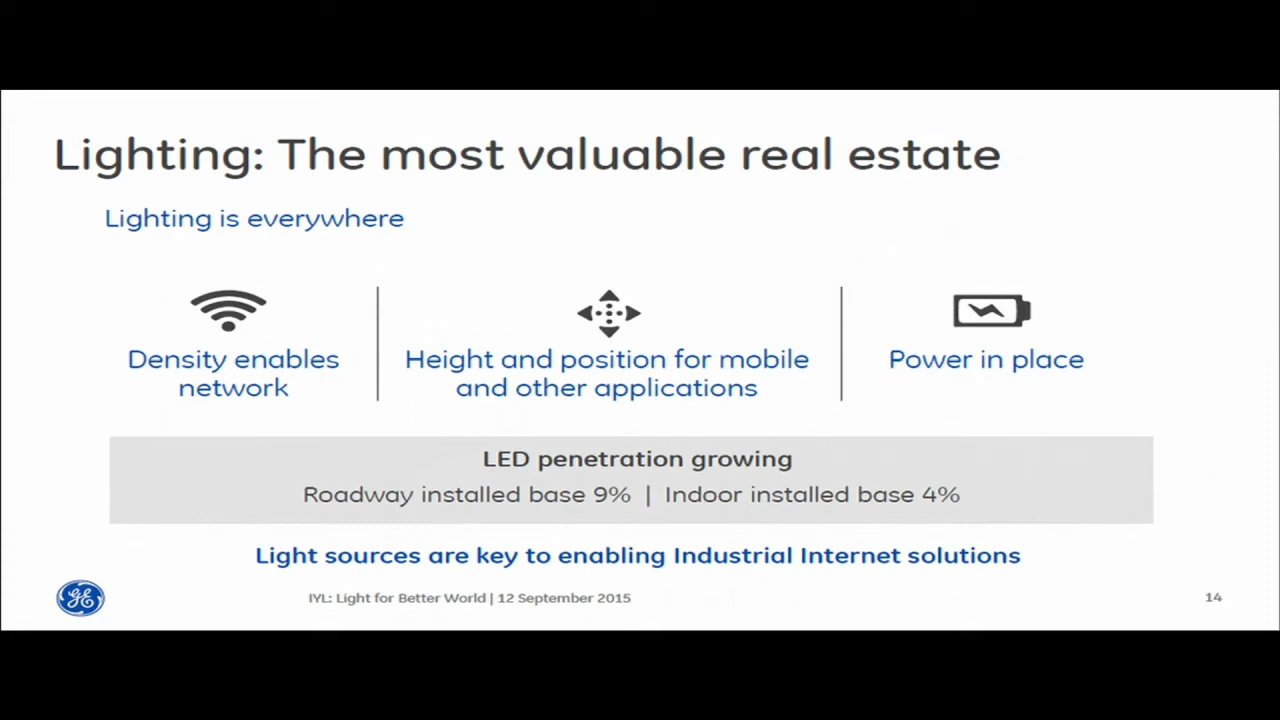 Lighting: The most valuable real estate
Lighting is everywhere
Density enables
network
Height and position for mobile
and other applications
Power in place
LED penetration growing
Roadway installed base 9% | Indoor installed base 4%
Light sources are key to enabling Industrial Internet solutions
GE
IYL: Light for Better World | 12 September 2015
14